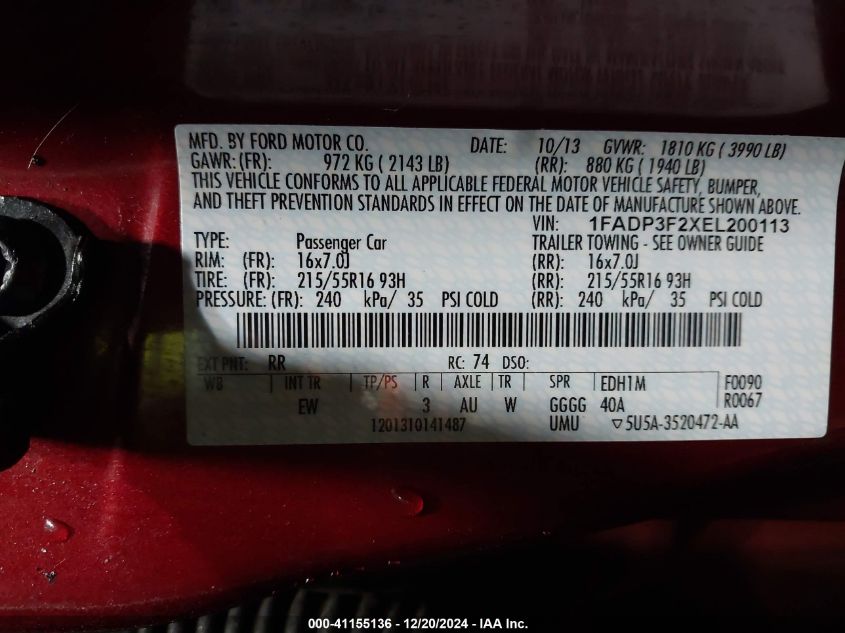 MFD. BY FORD MOTOR CO. DATE: 10/13 GVWR: 1810 KG ( 3990 LB)
GAWR: (FR): 972 KG ( 2143 LB) (RR): 880 KG ( 1940 LB)
THIS VEHICLE CONFORMS TO ALL APPLICABLE FEDERAL MOTOR VEHICLE SAFETY, BUMPER,
AND THEFT PREVENTION STANDARDS IN EFFECT ON THE DATE OF MANUFACTURE SHOWN ABOVE.
VIN: 1FADP3F2XEL200113
TYPE: Passenger Car TRAILER TOWING - SEE OWNER GUIDE
RIM: (FR): 16x7.0J (RR): 16x7.0J
TIRE: (FR): 215/55R16 93H (RR): 215/55R16 93H
PRESSURE: (FR): 240 kPa/ 35 PSI COLD (RR): 240 kPa/ 35 PSI COLD
EXT PNT: RR RC: 74 DSO:
WB INT TR TP/PS R AXLE TR SPR EDH1M F0090
EW 3 AU W GGGG 40A R0067
1201310141487 UMU ▽5U5A-3520472-AA
000-41155136 - 12/20/2024 - IAA Inc.